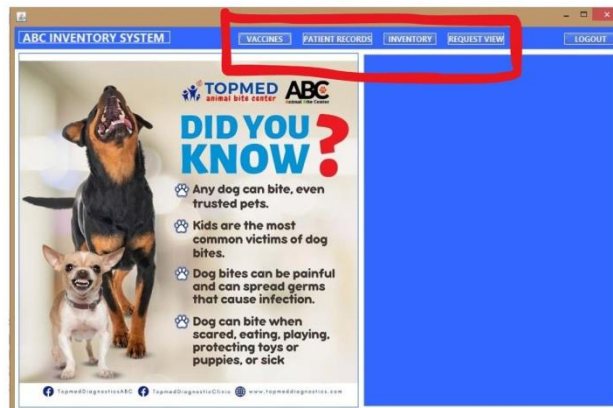 ABC INVENTORY SYSTEM
VACCINES
PATIENT RECORDS
INVENTORY
REQUEST VIEW
LOGOUT
TOPMED
animal bite center
ABC
Animal Bite Center
DID YOU
KNOW?
Any dog can bite, even
trusted pets.
Kids are the most
common victims of dog
bites.
Dog bites can be painful
and can spread germs
that cause infection.
Dog can bite when
scared, eating, playing,
protecting toys or
puppies, or sick
TopmedDiagnosticsABC
TopmedDiagnosticClinic
www.topmeddiagnostics.com